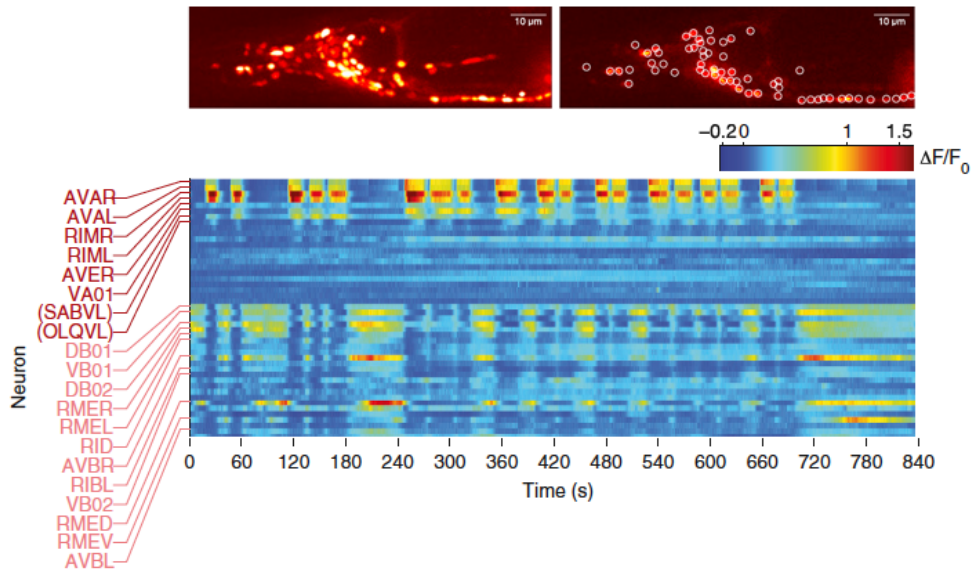 10 μm
10 μm
−0.20
1
1.5
ΔF/F0
AVAR
AVAL
RIMR
RIML
AVER
VA01
(SABVL)
(OLQVL)
DB01
VB01
DB02
RMER
RMEL
RID
AVBR
RIBL
VB02
RMED
RMEV
AVBL
Neuron
0 60 120 180 240 300 360 420 480 540 600 660 720 780 840
Time (s)